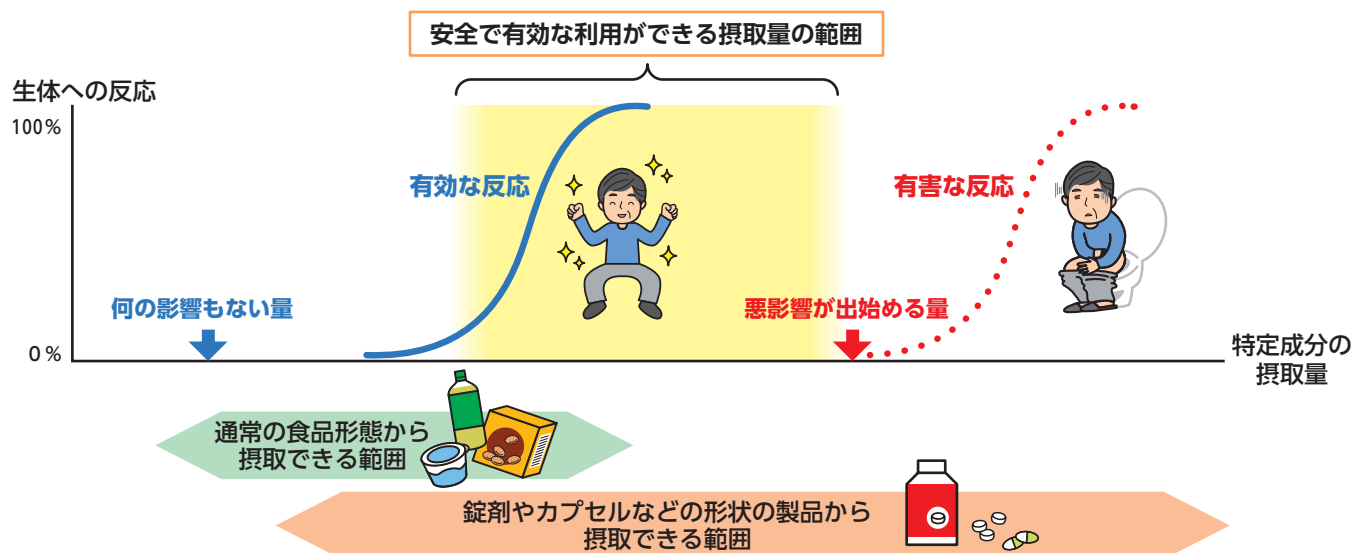 安全で有効な利用ができる摂取量の範囲
生体への反応
100%
有効な反応
有害な反応
何の影響もない量
悪影響が出始める量
0%
特定成分の
摂取量
通常の食品形態から
摂取できる範囲
錠剤やカプセルなどの形状の製品から
摂取できる範囲